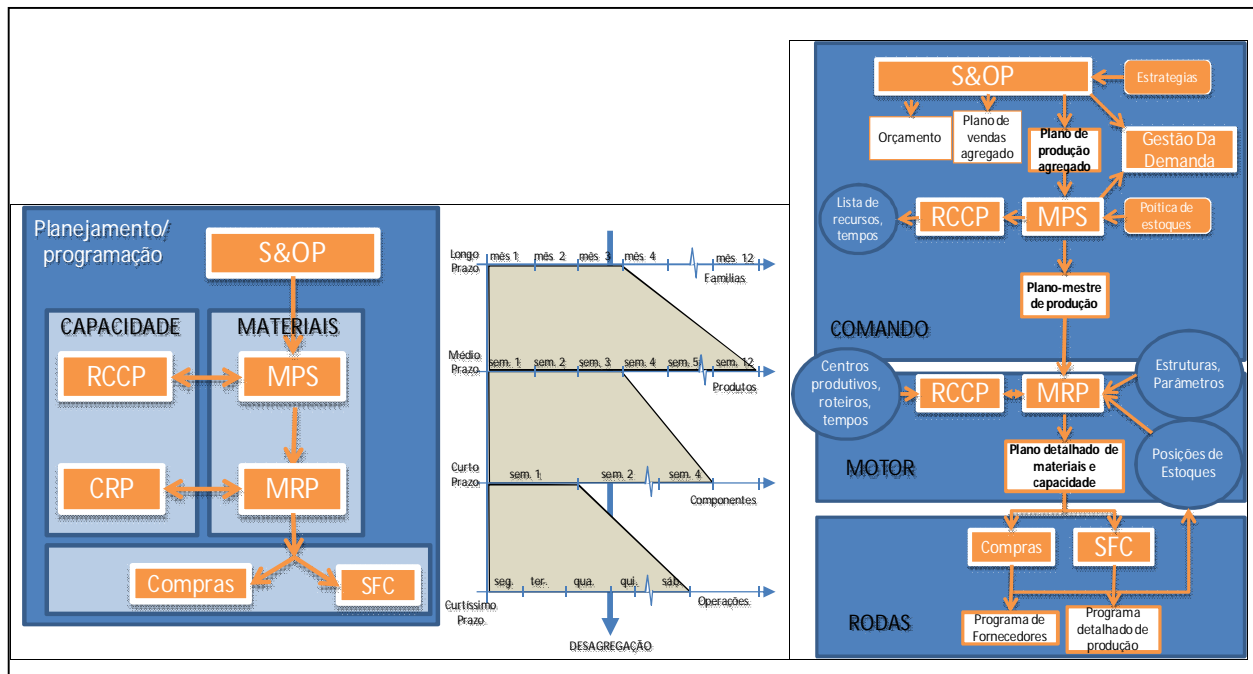 Planejamento/
programação
S&OP
CAPACIDADE
MATERIAIS
RCCP
MPS
CRP
MRP
Compras
SFC
Longo
Prazo
mês 1
mês 2
mês 3
mês 4
mês 12
Famílias
Médio
Prazo
sem. 1
sem. 2
sem. 3
sem. 4
sem. 5
sem. 12
Produtos
Curto
Prazo
sem. 1
sem. 2
sem. 4
Componentes
seg.
ter.
qua.
qui.
sáb.
Operações
Curtíssimo
Prazo
DESAGREGAÇÃO
S&OP
Estrategias
Orçamento
Plano de
vendas
agregado
Plano de
produção
agregado
Gestão Da
Demanda
Lista de
recursos,
tempos
RCCP
MPS
Poítica de
estoques
Plano-mestre
de produção
COMANDO
Centros
produtivos,
roteiros,
tempos
RCCP
MRP
Estruturas,
Parâmetros
MOTOR
Plano detalhado de
materiais e
capacidade
Posições de
Estoques
Compras
SFC
RODAS
Programa de
Fornecedores
Programa
detalhado de
produção